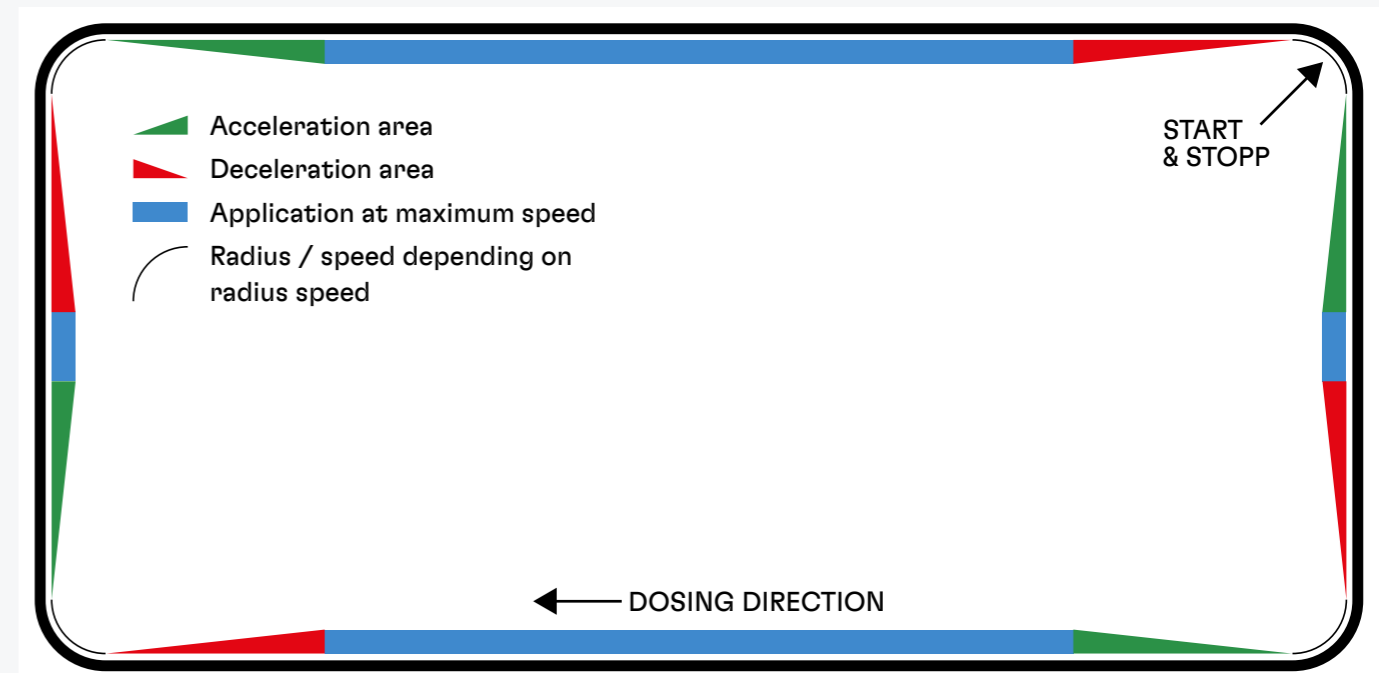 Acceleration area
Deceleration area
Application at maximum speed
Radius / speed depending on
radius speed
START
& STOPP
DOSING DIRECTION